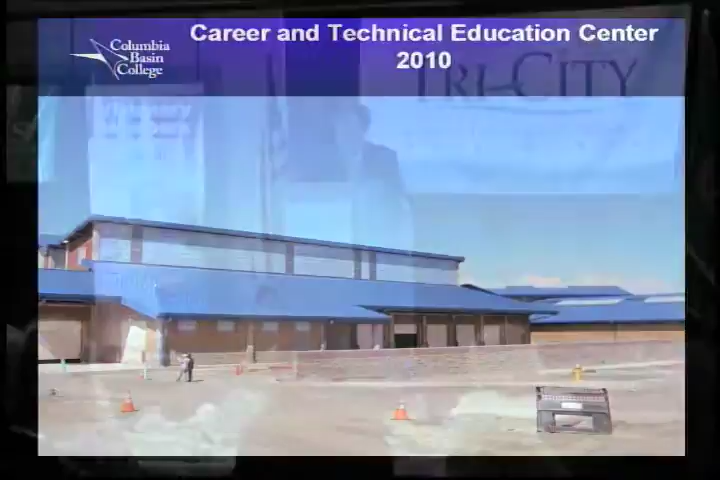 Career and Technical Education Center
2010
Columbia
Basin
College
TRI-CITY